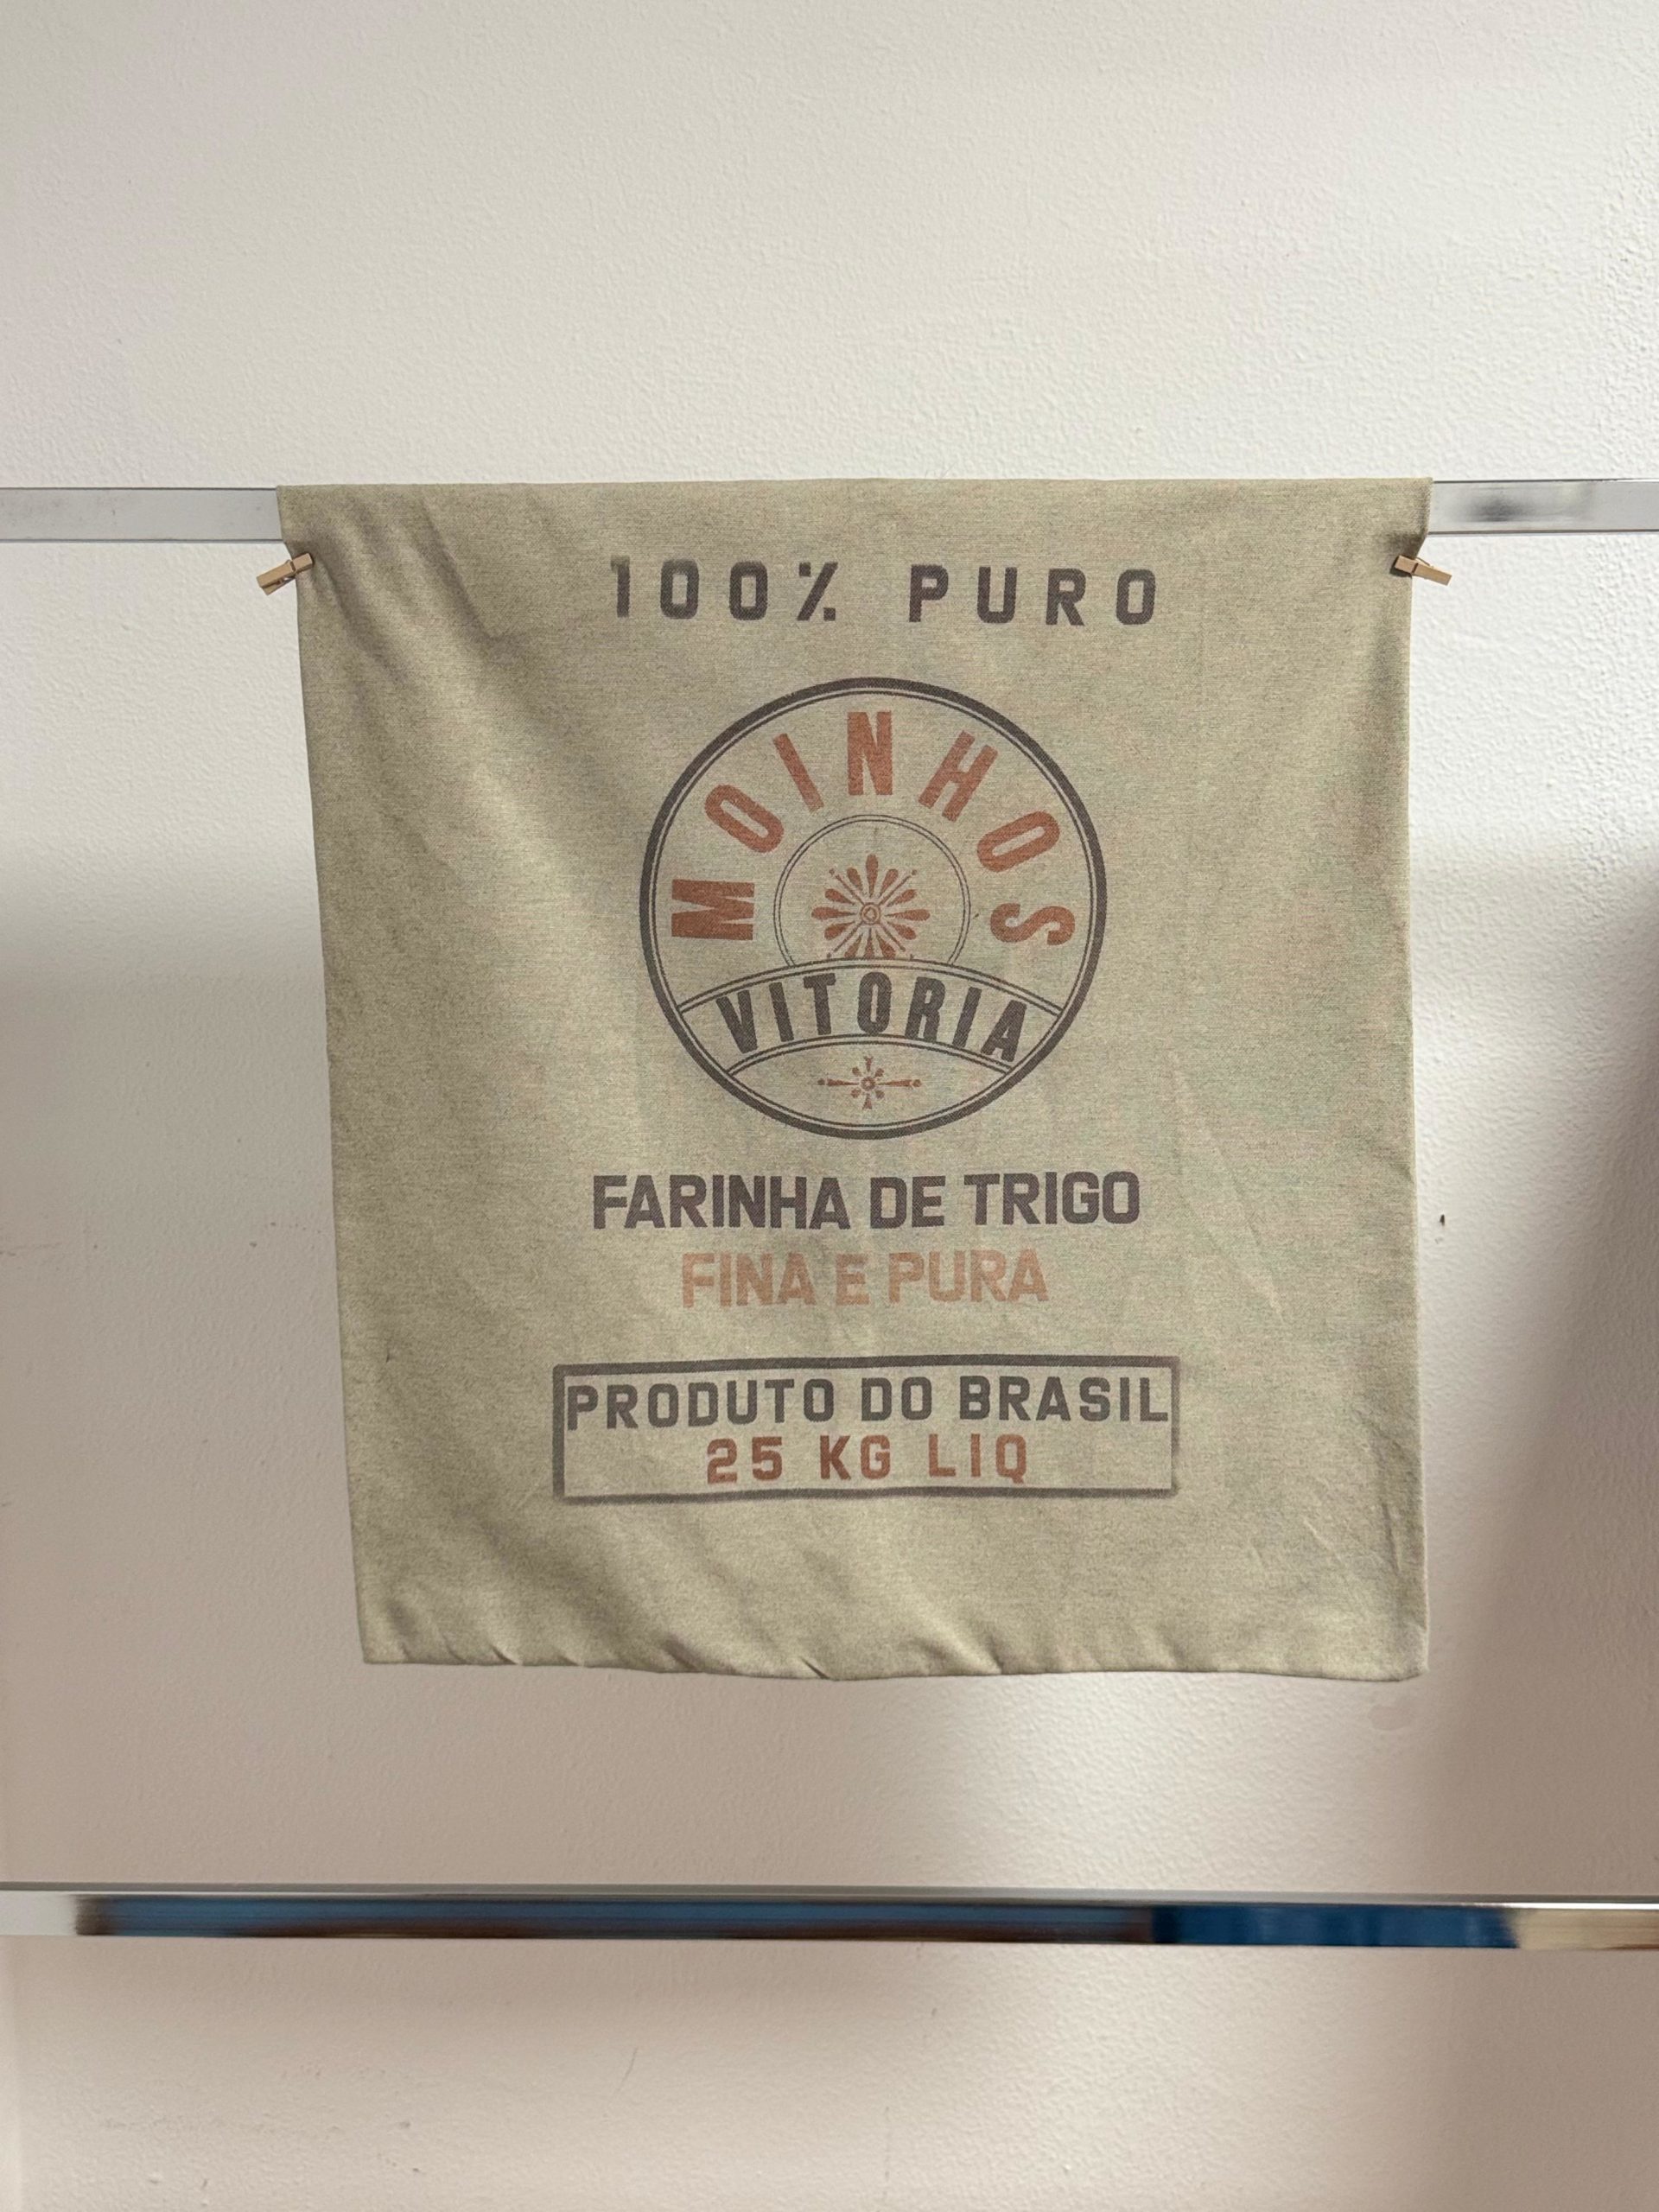 100% PURO
MOINHOS
VITORIA
FARINHA DE TRIGO
FINA E PURA
PRODUTO DO BRASIL
25 KG LIQ